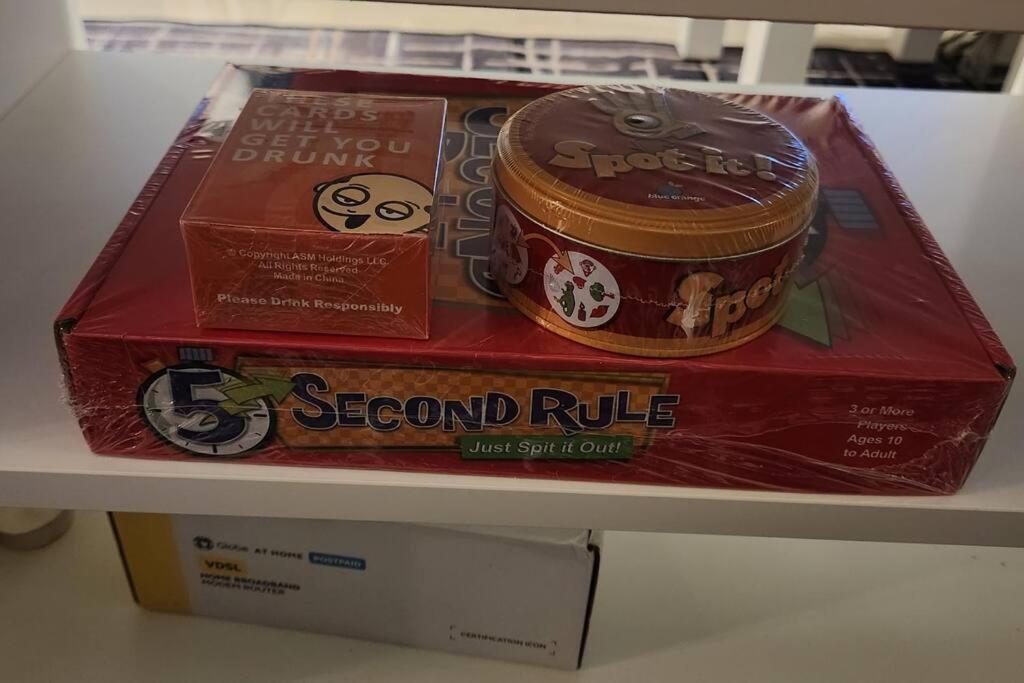 THESE
CARDS
WILL
GET YOU
DRUNK
© Copyright ASM Holdings LLC.
All Rights Reserved
Made in China
Please Drink Responsibly
Spot it!
blue orange
Spot
5
SECOND RULE
Just Spit it Out!
3 or More
Players
Ages 10
to Adult
Globe AT HOME POSTPAID
VDSL
HOME BROADBAND
MODEM ROUTER
CERTIFICATION ICON